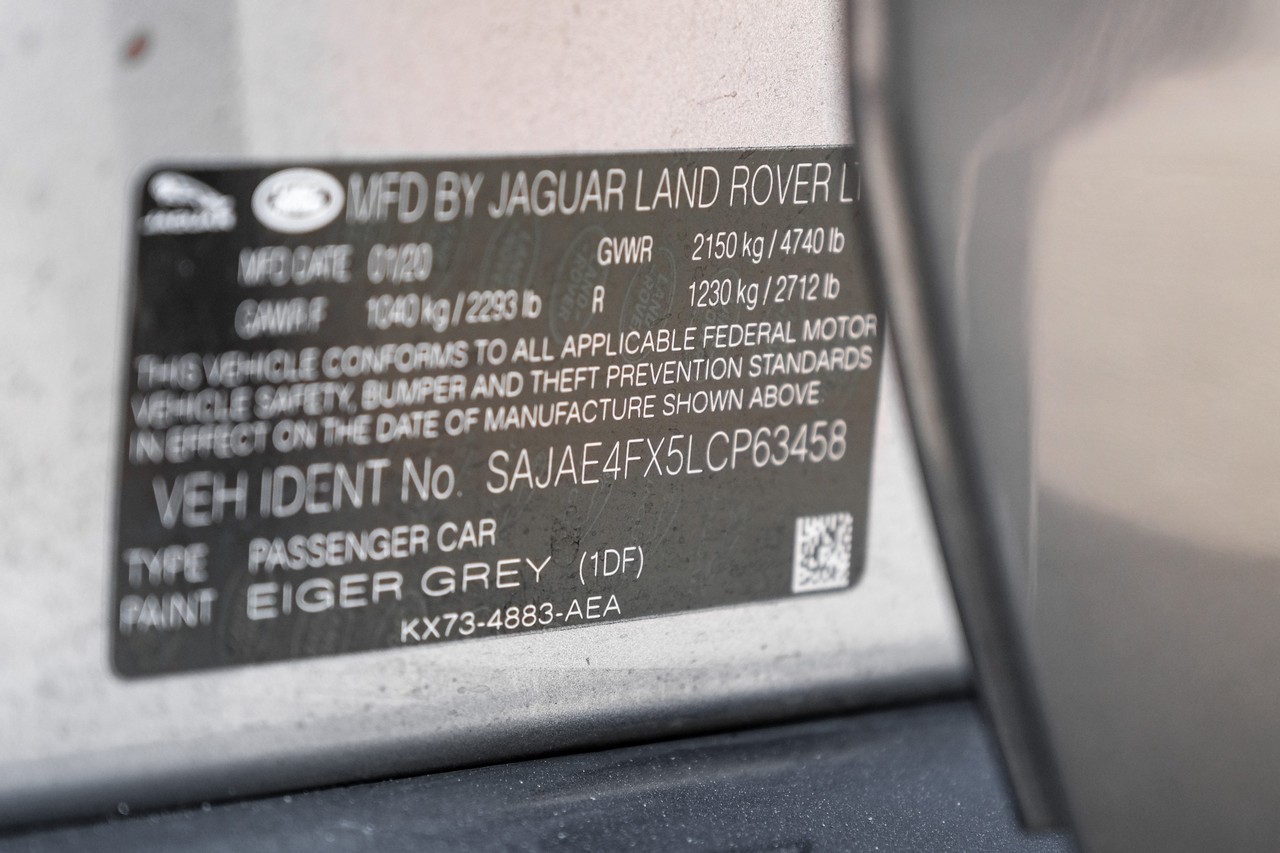 JAGUAR MFD BY JAGUAR LAND ROVER LT
MFD DATE 01/20 GVWR 2150 kg / 4740 lb
GAWR F 1040 kg / 2293 lb R 1230 kg / 2712 lb
THIS VEHICLE CONFORMS TO ALL APPLICABLE FEDERAL MOTOR
VEHICLE SAFETY, BUMPER AND THEFT PREVENTION STANDARDS
IN EFFECT ON THE DATE OF MANUFACTURE SHOWN ABOVE
VEH IDENT No. SAJAE4FX5LCP63458
TYPE PASSENGER CAR
PAINT EIGER GREY (1DF)
KX73-4883-AEA